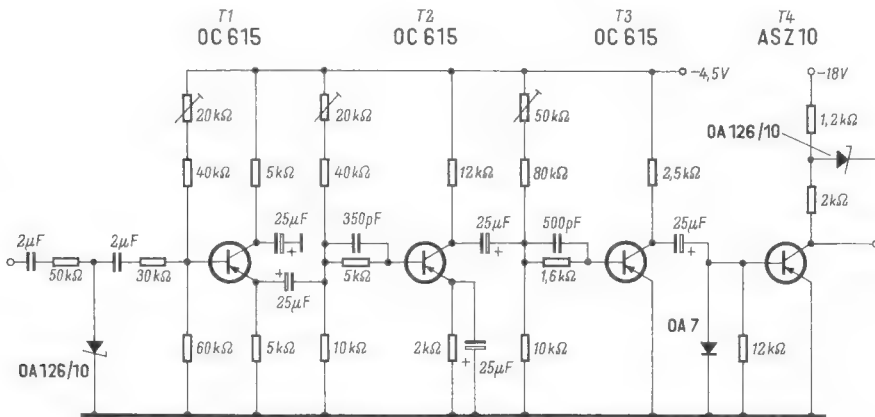 T1
OC 615
T2
OC 615
T3
OC 615
T4
ASZ 10
-4,5V
-18V
20kΩ
20kΩ
50kΩ
1,2kΩ
OA 126/10
40kΩ
5kΩ
40kΩ
12kΩ
80kΩ
2,5kΩ
2kΩ
25μF
350pF
25μF
500pF
25μF
2μF
2μF
+
+
+
50kΩ
30kΩ
+
5kΩ
1,6kΩ
25μF
OA 7
60kΩ
5kΩ
10kΩ
2kΩ
+
25μF
10kΩ
12kΩ
OA 126/10